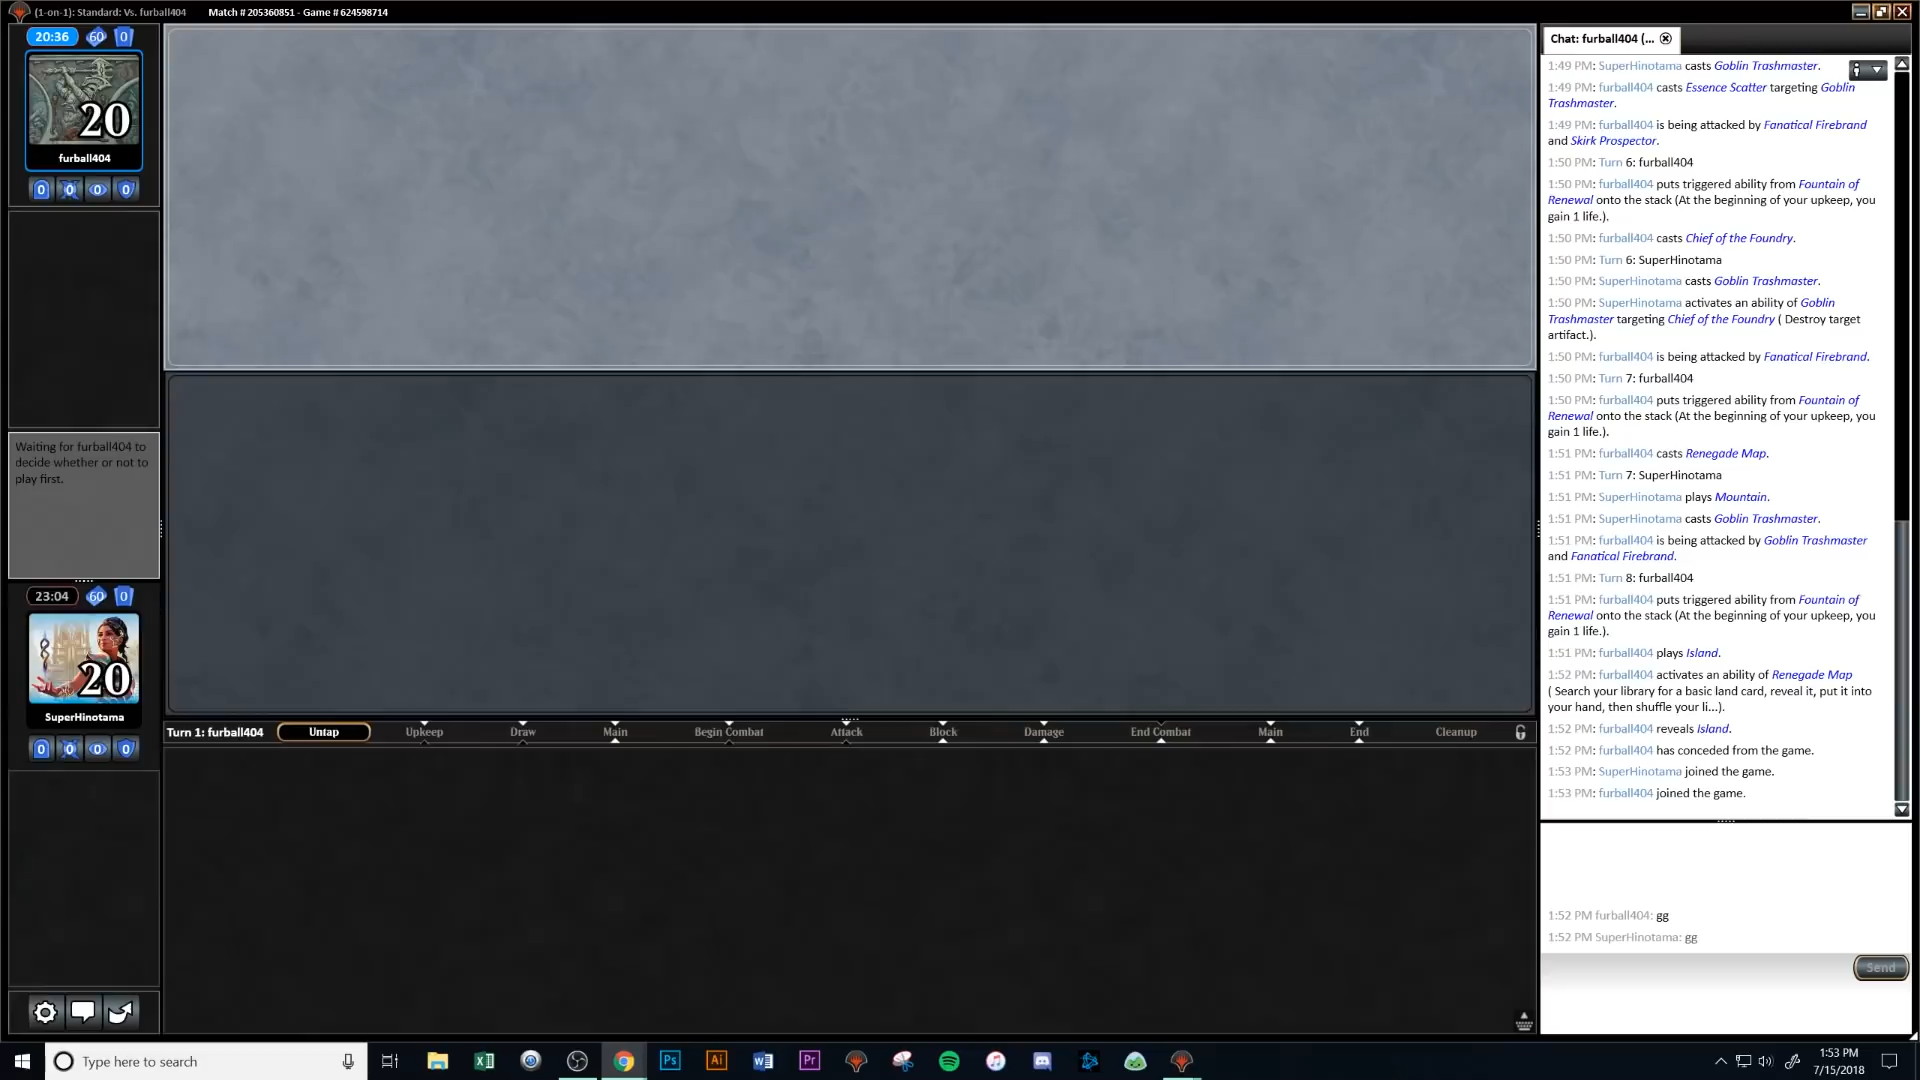 (1-on-1): Standard: Vs. furball404 Match # 205360851 - Game # 624598714
20:36 60 0
20
furball404
0 0 0 0
Waiting for furball404 to
decide whether or not to
play first.
23:04 60 0
20
SuperHinotama
0 0 0 0
Turn 1: furball404 Untap Upkeep Draw Main Begin Combat Attack Block Damage End Combat Main End Cleanup
Chat: furball404 (...
1:49 PM: SuperHinotama casts Goblin Trashmaster.
1:49 PM: furball404 casts Essence Scatter targeting Goblin
Trashmaster.
1:49 PM: furball404 is being attacked by Fanatical Firebrand
and Skirk Prospector.
1:50 PM: Turn 6: furball404
1:50 PM: furball404 puts triggered ability from Fountain of
Renewal onto the stack (At the beginning of your upkeep, you
gain 1 life.).
1:50 PM: furball404 casts Chief of the Foundry.
1:50 PM: Turn 6: SuperHinotama
1:50 PM: SuperHinotama casts Goblin Trashmaster.
1:50 PM: SuperHinotama activates an ability of Goblin
Trashmaster targeting Chief of the Foundry ( Destroy target
artifact.).
1:50 PM: furball404 is being attacked by Fanatical Firebrand.
1:50 PM: Turn 7: furball404
1:50 PM: furball404 puts triggered ability from Fountain of
Renewal onto the stack (At the beginning of your upkeep, you
gain 1 life.).
1:51 PM: furball404 casts Renegade Map.
1:51 PM: Turn 7: SuperHinotama
1:51 PM: SuperHinotama plays Mountain.
1:51 PM: SuperHinotama casts Goblin Trashmaster.
1:51 PM: furball404 is being attacked by Goblin Trashmaster
and Fanatical Firebrand.
1:51 PM: Turn 8: furball404
1:51 PM: furball404 puts triggered ability from Fountain of
Renewal onto the stack (At the beginning of your upkeep, you
gain 1 life.).
1:51 PM: furball404 plays Island.
1:52 PM: furball404 activates an ability of Renegade Map
( Search your library for a basic land card, reveal it, put it into
your hand, then shuffle your li...).
1:52 PM: furball404 reveals Island.
1:52 PM: furball404 has conceded from the game.
1:53 PM: SuperHinotama joined the game.
1:53 PM: furball404 joined the game.
1:52 PM furball404: gg
1:52 PM SuperHinotama: gg
Send
Type here to search
Ps Ai W Pr
1:53 PM
7/15/2018